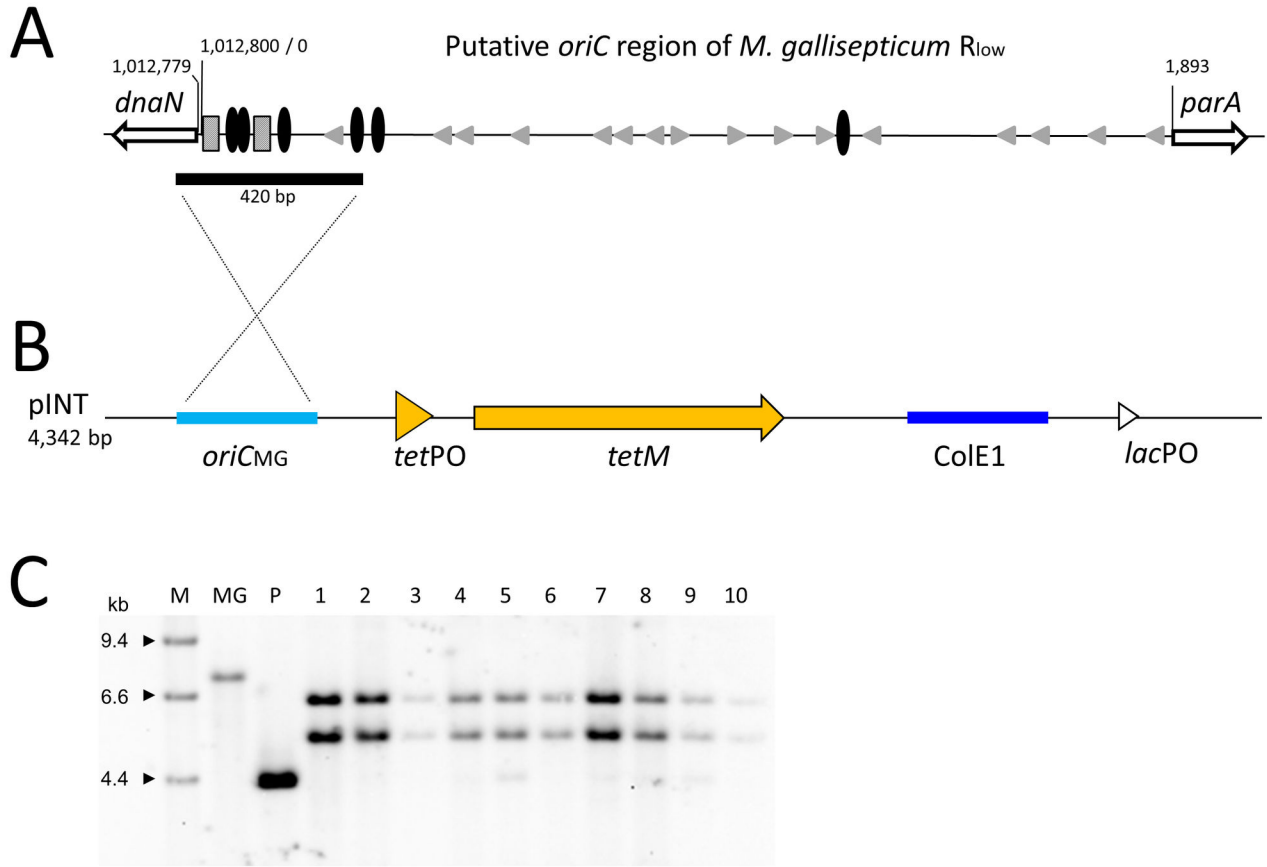 A
Putative oriC region of M. gallisepticum Rlow
1,012,800 / 0
1,012,779
1,893
dnaN
parA
420 bp
B
pINT
4,342 bp
oriCMG
tetPO
tetM
ColE1
lacPO
C
kb M MG P 1 2 3 4 5 6 7 8 9 10
9.4
6.6
4.4